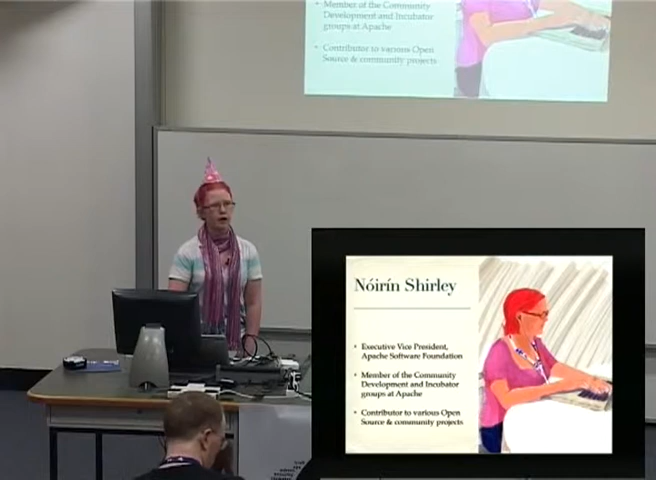 Member of the Community
Development and Incubator
groups at Apache
Contributor to various Open
Source & community projects
Nóirín Shirley
Executive Vice President,
Apache Software Foundation
Member of the Community
Development and Incubator
groups at Apache
Contributor to various Open
Source & community projects